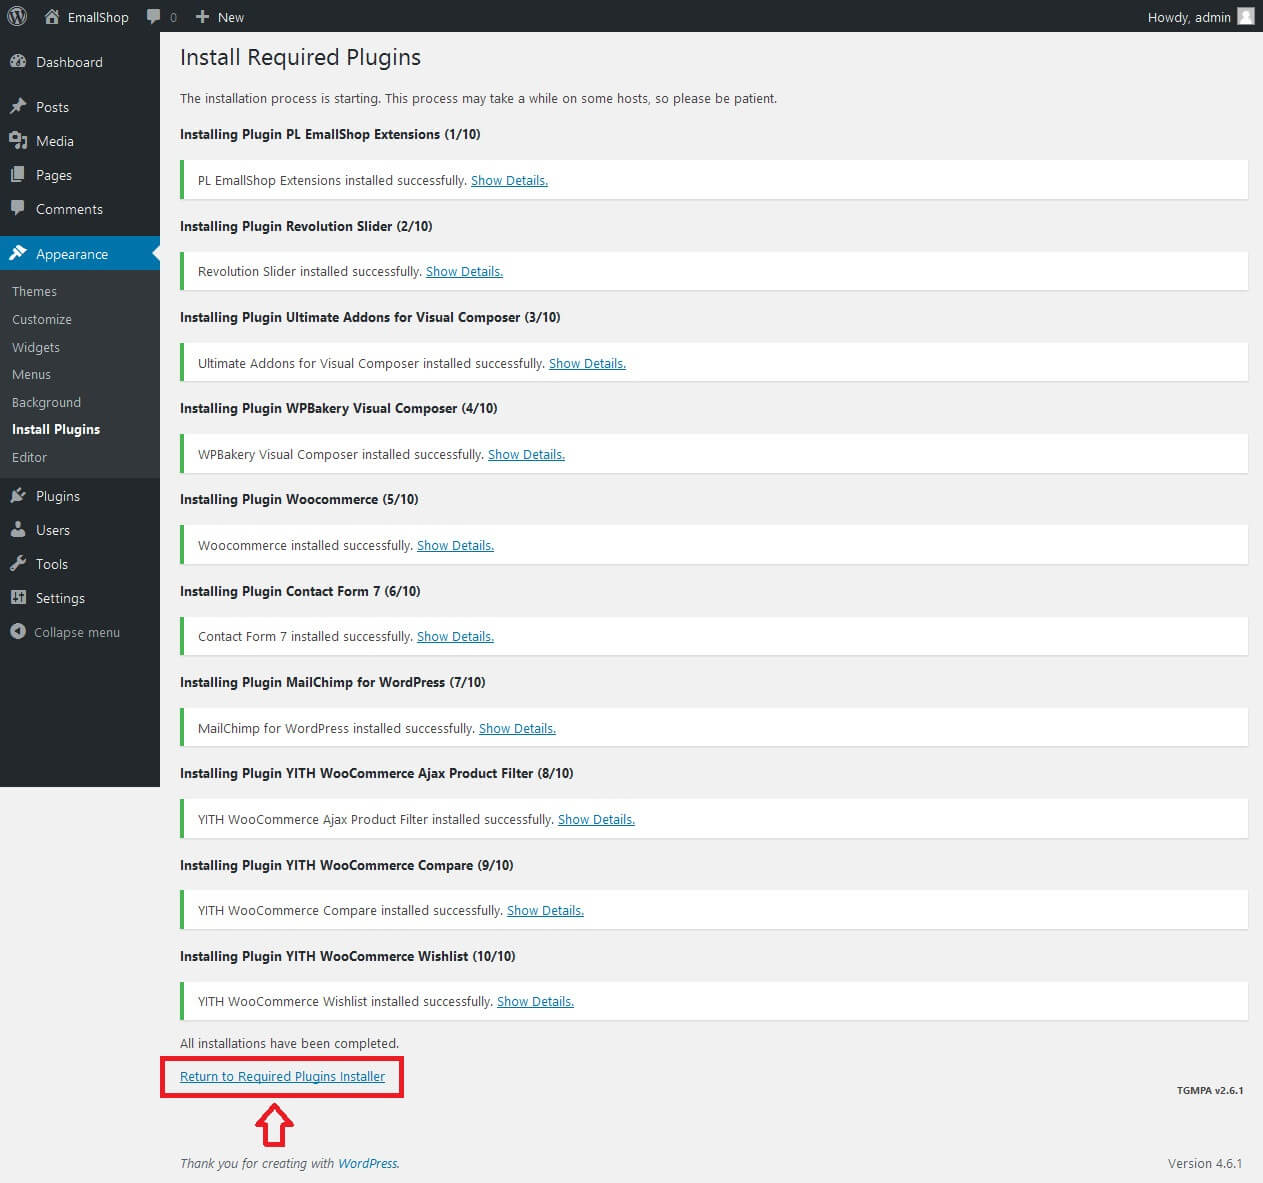 EmallShop 0 New Howdy, admin
Dashboard
Posts
Media
Pages
Comments
Appearance
Themes
Customize
Widgets
Menus
Background
Install Plugins
Editor
Plugins
Users
Tools
Settings
Collapse menu
Install Required Plugins
The installation process is starting. This process may take a while on some hosts, so please be patient.
Installing Plugin PL EmallShop Extensions (1/10)
PL EmallShop Extensions installed successfully. Show Details.
Installing Plugin Revolution Slider (2/10)
Revolution Slider installed successfully. Show Details.
Installing Plugin Ultimate Addons for Visual Composer (3/10)
Ultimate Addons for Visual Composer installed successfully. Show Details.
Installing Plugin WPBakery Visual Composer (4/10)
WPBakery Visual Composer installed successfully. Show Details.
Installing Plugin Woocommerce (5/10)
Woocommerce installed successfully. Show Details.
Installing Plugin Contact Form 7 (6/10)
Contact Form 7 installed successfully. Show Details.
Installing Plugin MailChimp for WordPress (7/10)
MailChimp for WordPress installed successfully. Show Details.
Installing Plugin YITH WooCommerce Ajax Product Filter (8/10)
YITH WooCommerce Ajax Product Filter installed successfully. Show Details.
Installing Plugin YITH WooCommerce Compare (9/10)
YITH WooCommerce Compare installed successfully. Show Details.
Installing Plugin YITH WooCommerce Wishlist (10/10)
YITH WooCommerce Wishlist installed successfully. Show Details.
All installations have been completed.
Return to Required Plugins Installer
TGMPA v2.6.1
Thank you for creating with WordPress.
Version 4.6.1